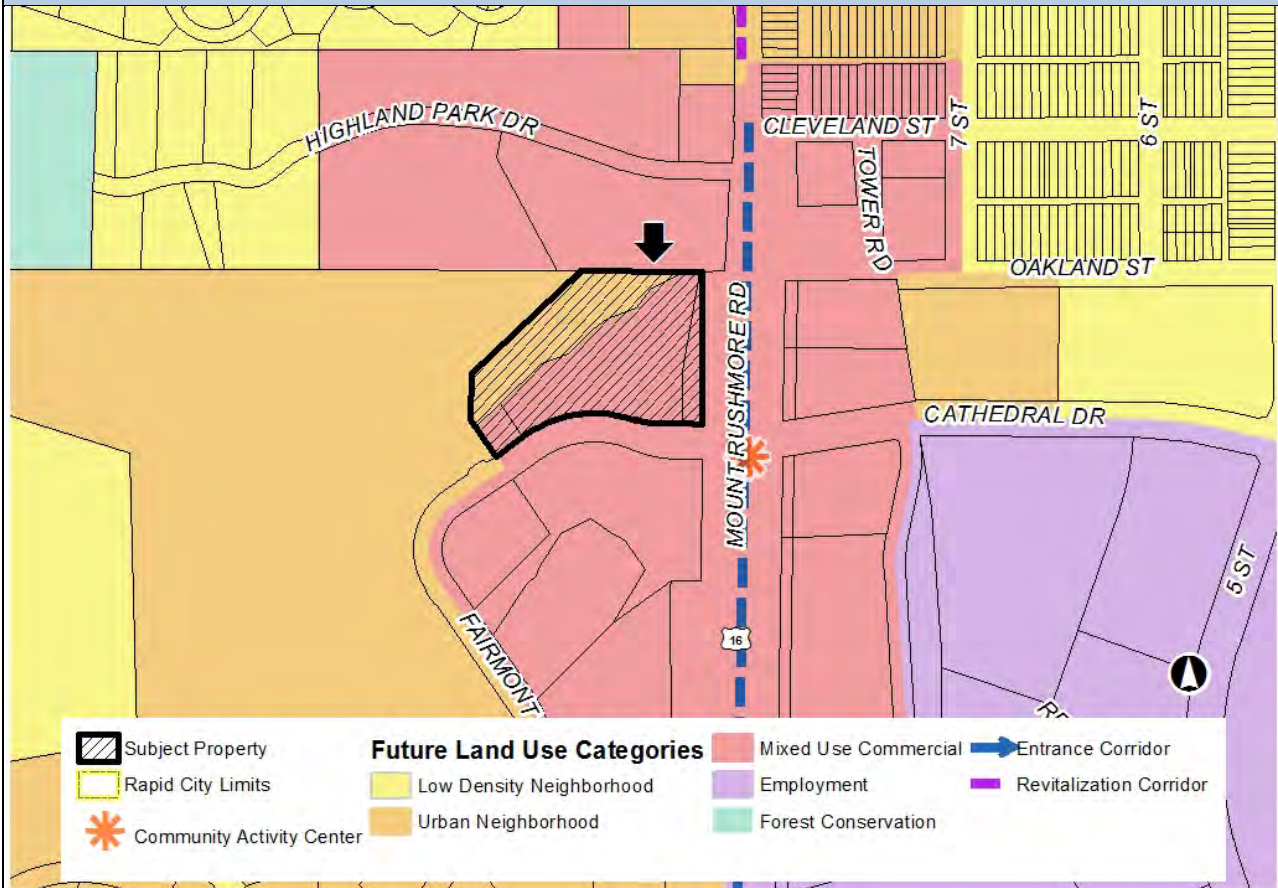 HIGHLAND PARK DR
CLEVELAND ST
7 ST
6 ST
TOWER RD
OAKLAND ST
MOUNT RUSHMORE RD
CATHEDRAL DR
5 ST
FAIRMONT
16
Subject Property
Rapid City Limits
Community Activity Center
Future Land Use Categories
Low Density Neighborhood
Urban Neighborhood
Mixed Use Commercial
Employment
Forest Conservation
Entrance Corridor
Revitalization Corridor